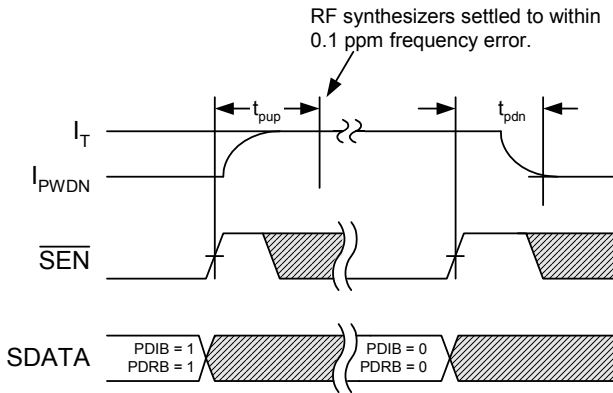 RF synthesizers settled to within
0.1 ppm frequency error.
t_pup
t_pdn
I_T
I_PWDN
SEN
SDATA
PDIB = 1
PDRB = 1
PDIB = 0
PDRB = 0